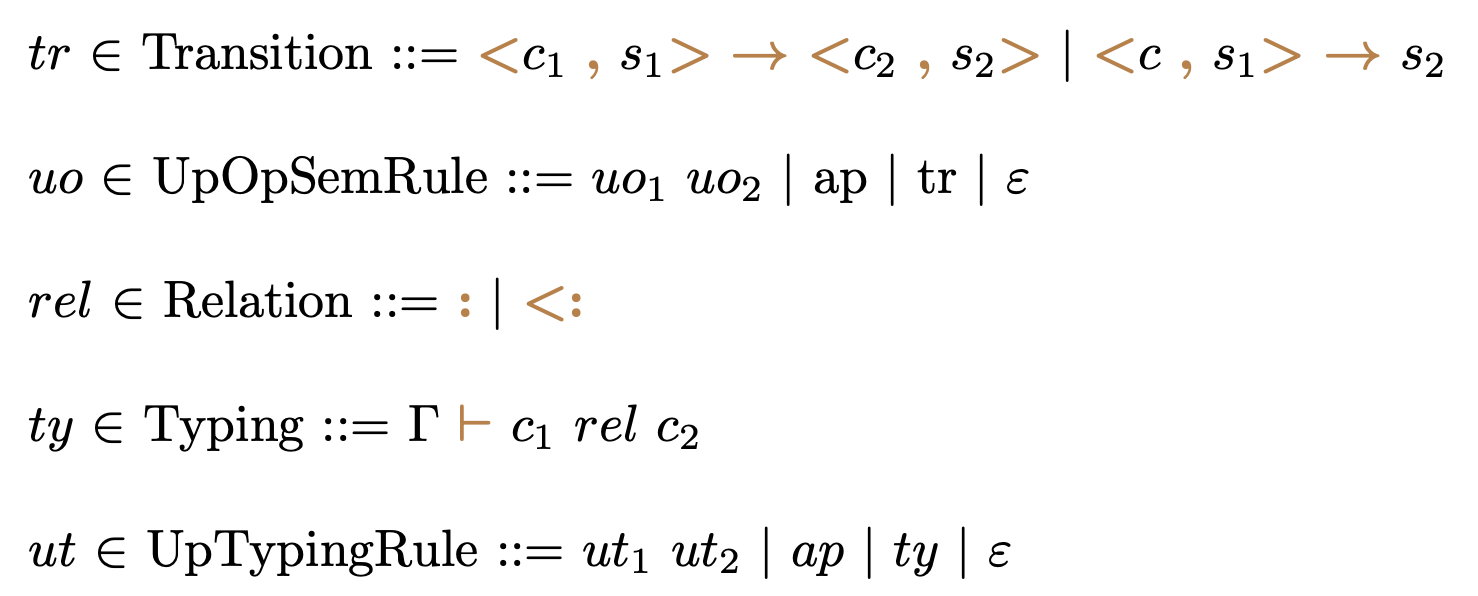 tr ∈ Transition ::= <c₁ , s₁> → <c₂ , s₂> | <c , s₁> → s₂
uo ∈ UpOpSemRule ::= uo₁ uo₂ | ap | tr | ε
rel ∈ Relation ::= : | <:
ty ∈ Typing ::= Γ ⊢ c₁ rel c₂
ut ∈ UpTypingRule ::= ut₁ ut₂ | ap | ty | ε